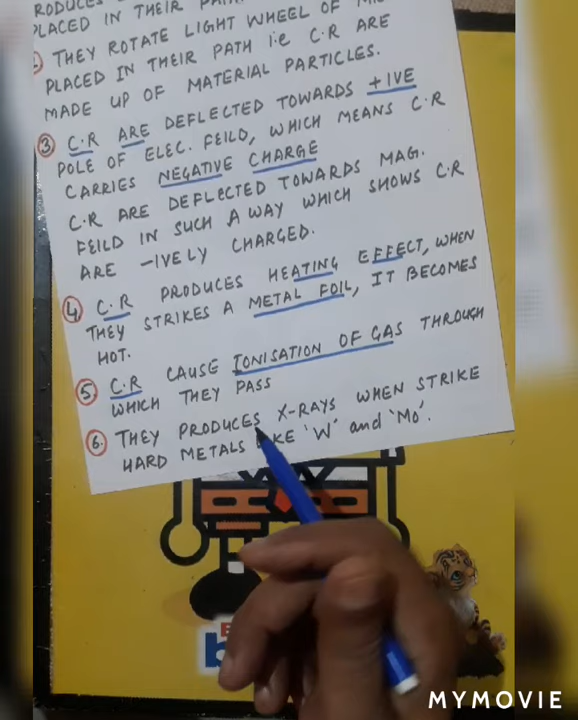 PLACED IN THEIR
THEY ROTATE LIGHT WHEEL OF
PLACED IN THEIR PATH i.e C.R ARE
MADE UP OF MATERIAL PARTICLES.
3 C.R ARE DEFLECTED TOWARDS +IVE
POLE OF ELEC. FEILD, WHICH MEANS C.R
CARRIES NEGATIVE CHARGE
C.R ARE DEFLECTED TOWARDS MAG.
FEILD IN SUCH A WAY WHICH SHOWS C.R
ARE -IVELY CHARGED.
4 C.R PRODUCES HEATING EFFECT, WHEN
THEY STRIKES A METAL FOIL, IT BECOMES
HOT.
5. C.R CAUSE IONISATION OF GAS THROUGH
WHICH THEY PASS
6. THEY PRODUCES X-RAYS WHEN STRIKE
HARD METALS LIKE 'W' and 'Mo'.
MYMOVIE